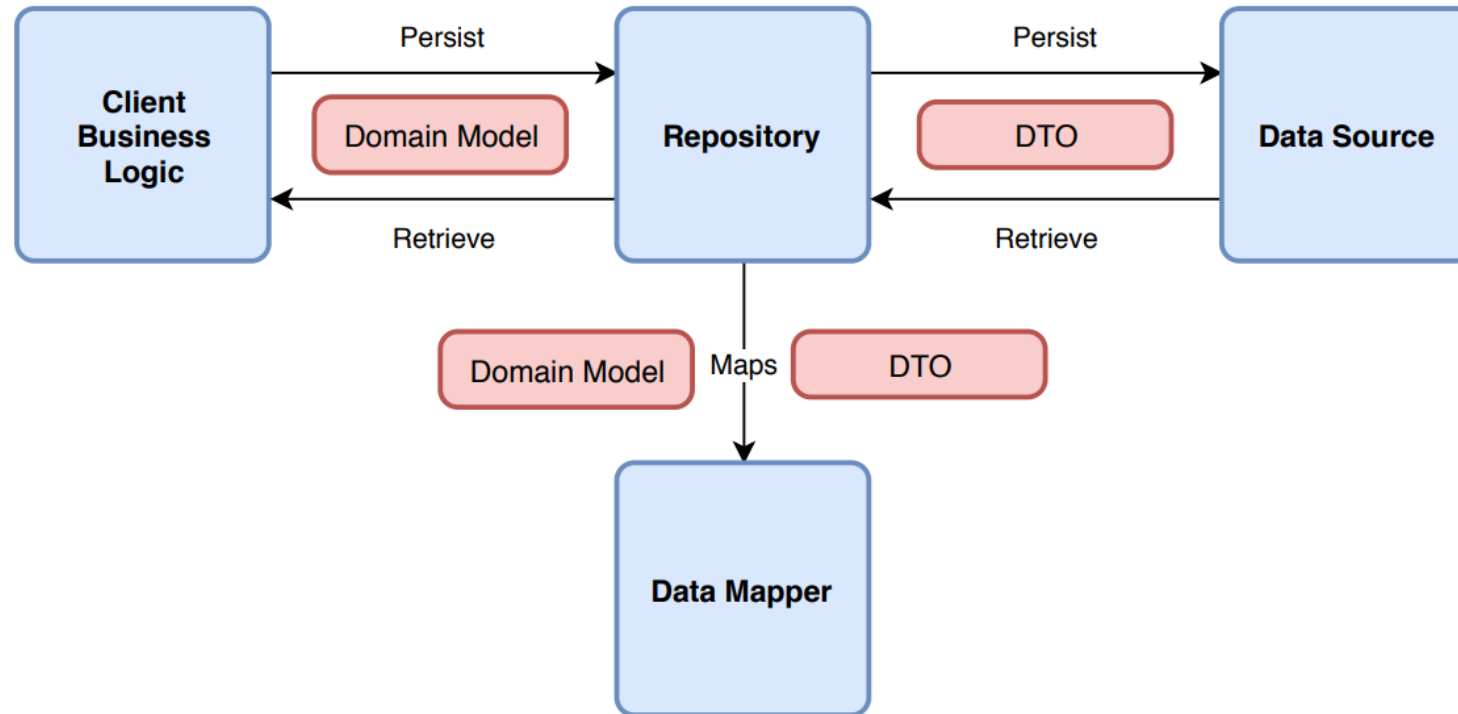 Persist
Persist
Client
Business
Logic
Domain Model
Repository
DTO
Data Source
Retrieve
Retrieve
Domain Model
Maps
DTO
Data Mapper